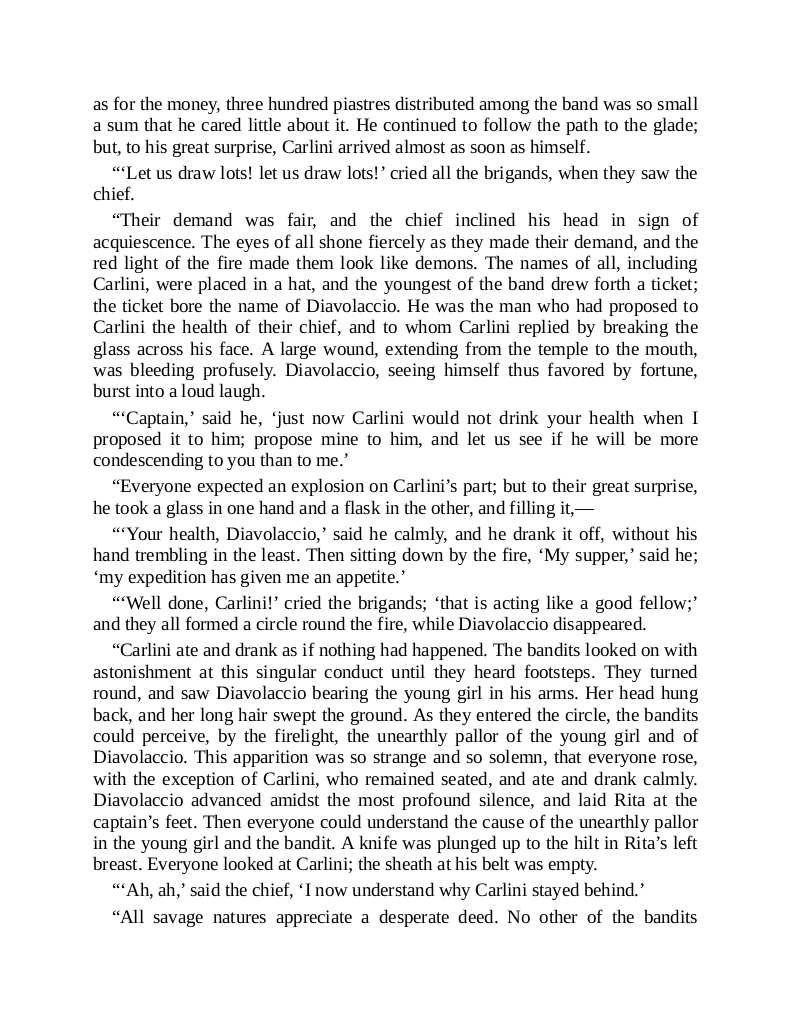 as for the money, three hundred piastres distributed among the band was so small
a sum that he cared little about it. He continued to follow the path to the glade;
but, to his great surprise, Carlini arrived almost as soon as himself.
“‘Let us draw lots! let us draw lots!’ cried all the brigands, when they saw the
chief.
“Their demand was fair, and the chief inclined his head in sign of
acquiescence. The eyes of all shone fiercely as they made their demand, and the
red light of the fire made them look like demons. The names of all, including
Carlini, were placed in a hat, and the youngest of the band drew forth a ticket;
the ticket bore the name of Diavolaccio. He was the man who had proposed to
Carlini the health of their chief, and to whom Carlini replied by breaking the
glass across his face. A large wound, extending from the temple to the mouth,
was bleeding profusely. Diavolaccio, seeing himself thus favored by fortune,
burst into a loud laugh.
“‘Captain,’ said he, ‘just now Carlini would not drink your health when I
proposed it to him; propose mine to him, and let us see if he will be more
condescending to you than to me.’
“Everyone expected an explosion on Carlini’s part; but to their great surprise,
he took a glass in one hand and a flask in the other, and filling it,—
“‘Your health, Diavolaccio,’ said he calmly, and he drank it off, without his
hand trembling in the least. Then sitting down by the fire, ‘My supper,’ said he;
‘my expedition has given me an appetite.’
“‘Well done, Carlini!’ cried the brigands; ‘that is acting like a good fellow;’
and they all formed a circle round the fire, while Diavolaccio disappeared.
“Carlini ate and drank as if nothing had happened. The bandits looked on with
astonishment at this singular conduct until they heard footsteps. They turned
round, and saw Diavolaccio bearing the young girl in his arms. Her head hung
back, and her long hair swept the ground. As they entered the circle, the bandits
could perceive, by the firelight, the unearthly pallor of the young girl and of
Diavolaccio. This apparition was so strange and so solemn, that everyone rose,
with the exception of Carlini, who remained seated, and ate and drank calmly.
Diavolaccio advanced amidst the most profound silence, and laid Rita at the
captain’s feet. Then everyone could understand the cause of the unearthly pallor
in the young girl and the bandit. A knife was plunged up to the hilt in Rita’s left
breast. Everyone looked at Carlini; the sheath at his belt was empty.
“‘Ah, ah,’ said the chief, ‘I now understand why Carlini stayed behind.’
“All savage natures appreciate a desperate deed. No other of the bandits